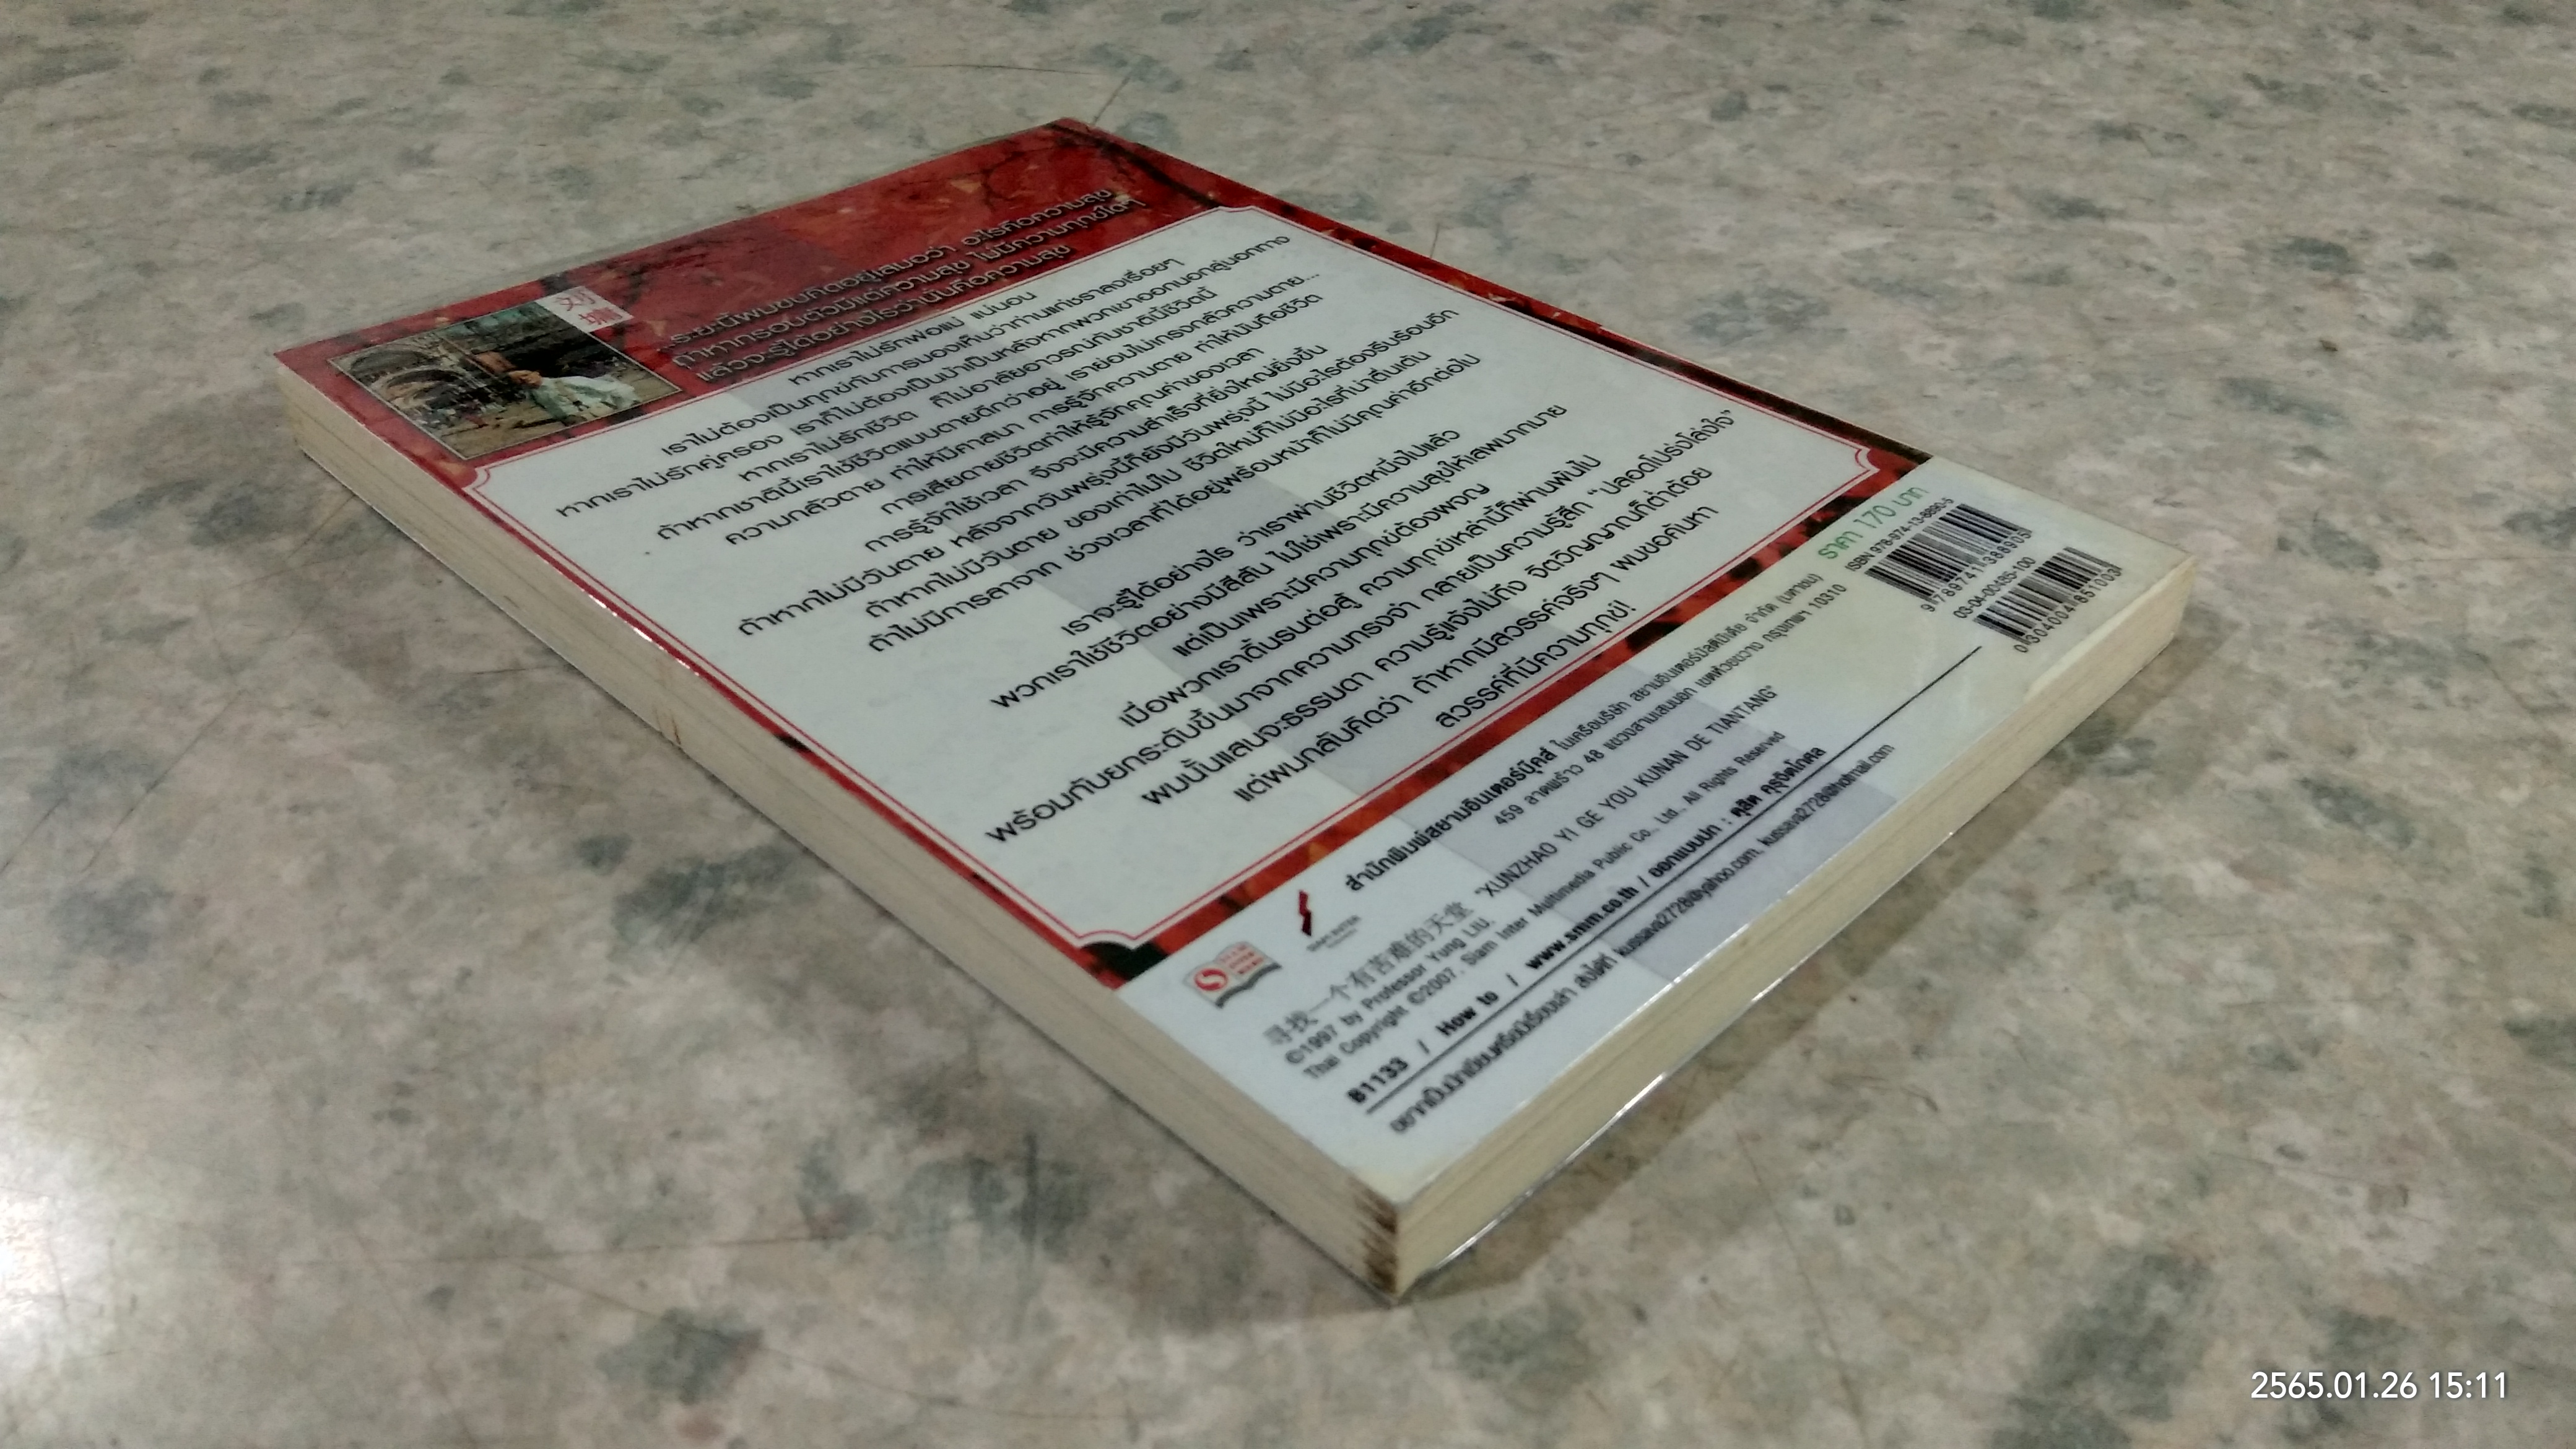 ระยะนี้ผมขบคิดอยู่เสมอว่า อะไรคือความสุข
ถ้าหากรอบตัวมีแต่ความสุข ไม่มีความทุกข์ใดๆ
แล้วจะรู้ได้อย่างไรว่านั่นคือความสุข
หากเราไม่รักพ่อแม่ แน่นอน
เราไม่ต้องเป็นทุกข์กับการมองเห็นว่าท่านแก่ชราลงเรื่อยๆ
หากเราไม่รักคู่ครอง เราก็ไม่ต้องเป็นบ้าเป็นหลังหากพวกเขาออกนอกลู่นอกทาง
หากเราไม่รักชีวิต ก็ไม่อาลัยอาวรณ์กับชาตินี้ชีวิตนี้
ถ้าหากชาตินี้เราใช้ชีวิตแบบตายดีกว่าอยู่ เราย่อมไม่เกรงกลัวความตาย...
ความกลัวตาย ทำให้มีศาสนา การรู้จักความตาย ทำให้นับถือชีวิต
การเสียดายชีวิตทำให้รู้จักคุณค่าของเวลา
การรู้จักใช้เวลา จึงจะมีความสำเร็จที่ยิ่งใหญ่ยิ่งขึ้น
ถ้าหากไม่มีวันตาย หลังจากวันพรุ่งนี้ก็ยังมีวันพรุ่งนี้ ไม่มีอะไรต้องรีบร้อนอีก
ถ้าหากไม่มีวันตาย ของเก่าไม่ไป ชีวิตใหม่ก็ไม่มีอะไรที่น่าตื่นเต้น
ถ้าไม่มีการลาจาก ช่วงเวลาที่ได้อยู่พร้อมหน้าก็ไม่มีคุณค่าอีกต่อไป
เราจะรู้ได้อย่างไร ว่าเราผ่านชีวิตหนึ่งไปแล้ว
พวกเราใช้ชีวิตอย่างมีสีสัน ไม่ใช่เพราะมีความสุขให้เสพมากมาย
แต่เป็นเพราะมีความทุกข์ต้องผจญ
เมื่อพวกเราดิ้นรนต่อสู้ ความทุกข์เหล่านี้ก็ผ่านพ้นไป
พร้อมกับยกระดับขึ้นมาจากความทรงจำ กลายเป็นความรู้สึก “ปลอดโปร่งโล่งใจ”
ผมนั้นแสนจะธรรมดา ความรู้แจ้งไม่ถึง จิตวิญญาณก็ต่ำต้อย
แต่ผมกลับคิดว่า ถ้าหากมีสวรรค์จริงๆ ผมขอค้นหา
สวรรค์ที่มีความทุกข์!
ราคา 170 บาท
ISBN 978-974-13-8890-5
9 789741 388905
03-04-00485-100
0 304004 851003
สำนักพิมพ์สยามอินเตอร์บุ๊คส์ ในเครือบริษัท สยามอินเตอร์มัลติมีเดีย จำกัด (มหาชน)
459 ลาดพร้าว 48 แขวงสามเสนนอก เขตห้วยขวาง กรุงเทพฯ 10310
寻找一个有苦难的天堂 "XUNZHAO YI GE YOU KUNAN DE TIANTANG"
©1997 by Professor Yung LIU.
Thai Copyright ©2007. Siam Inter Multimedia Public Co., Ltd., All Rights Reserved
B1133 / How to / www.smm.co.th / ออกแบบปก : ดุสิต
kussava2728@yahoo.com, kussava2728@hotmail.com
2565.01.26 15:11